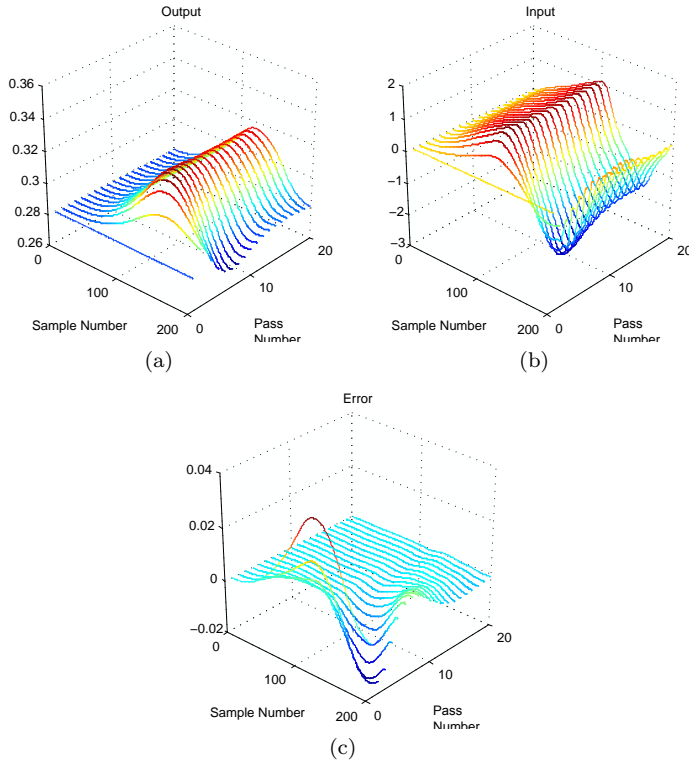 Output
0.36
0.34
0.32
0.3
0.28
0.26
0
100
200
0
10
20
Sample Number
Pass
Number
(a)
Input
2
1
0
−1
−2
−3
0
100
200
0
10
20
Sample Number
Pass
Number
(b)
Error
0.04
0.02
0
−0.02
0
100
200
0
10
20
Sample Number
Pass
Number
(c)